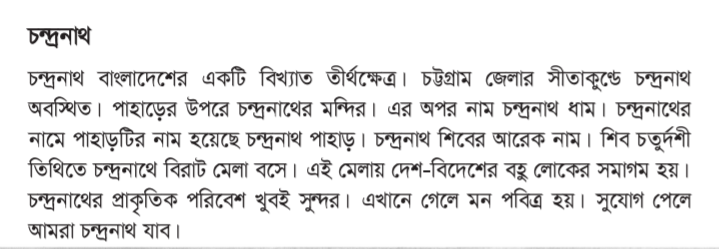 চন্দ্রনাথ
চন্দ্রনাথ বাংলাদেশের একটি বিখ্যাত তীর্থক্ষেত্র। চট্টগ্রাম জেলার সীতাকুণ্ডে চন্দ্রনাথ
অবস্থিত। পাহাড়ের উপরে চন্দ্রনাথের মন্দির। এর অপর নাম চন্দ্রনাথ ধাম। চন্দ্রনাথের
নামে পাহাড়টির নাম হয়েছে চন্দ্রনাথ পাহাড়। চন্দ্রনাথ শিবের আরেক নাম। শিব চতুর্দশী
তিথিতে চন্দ্রনাথে বিরাট মেলা বসে। এই মেলায় দেশ-বিদেশের বহু লোকের সমাগম হয়।
চন্দ্রনাথের প্রাকৃতিক পরিবেশ খুবই সুন্দর। এখানে গেলে মন পবিত্র হয়। সুযোগ পেলে
আমরা চন্দ্রনাথ যাব।